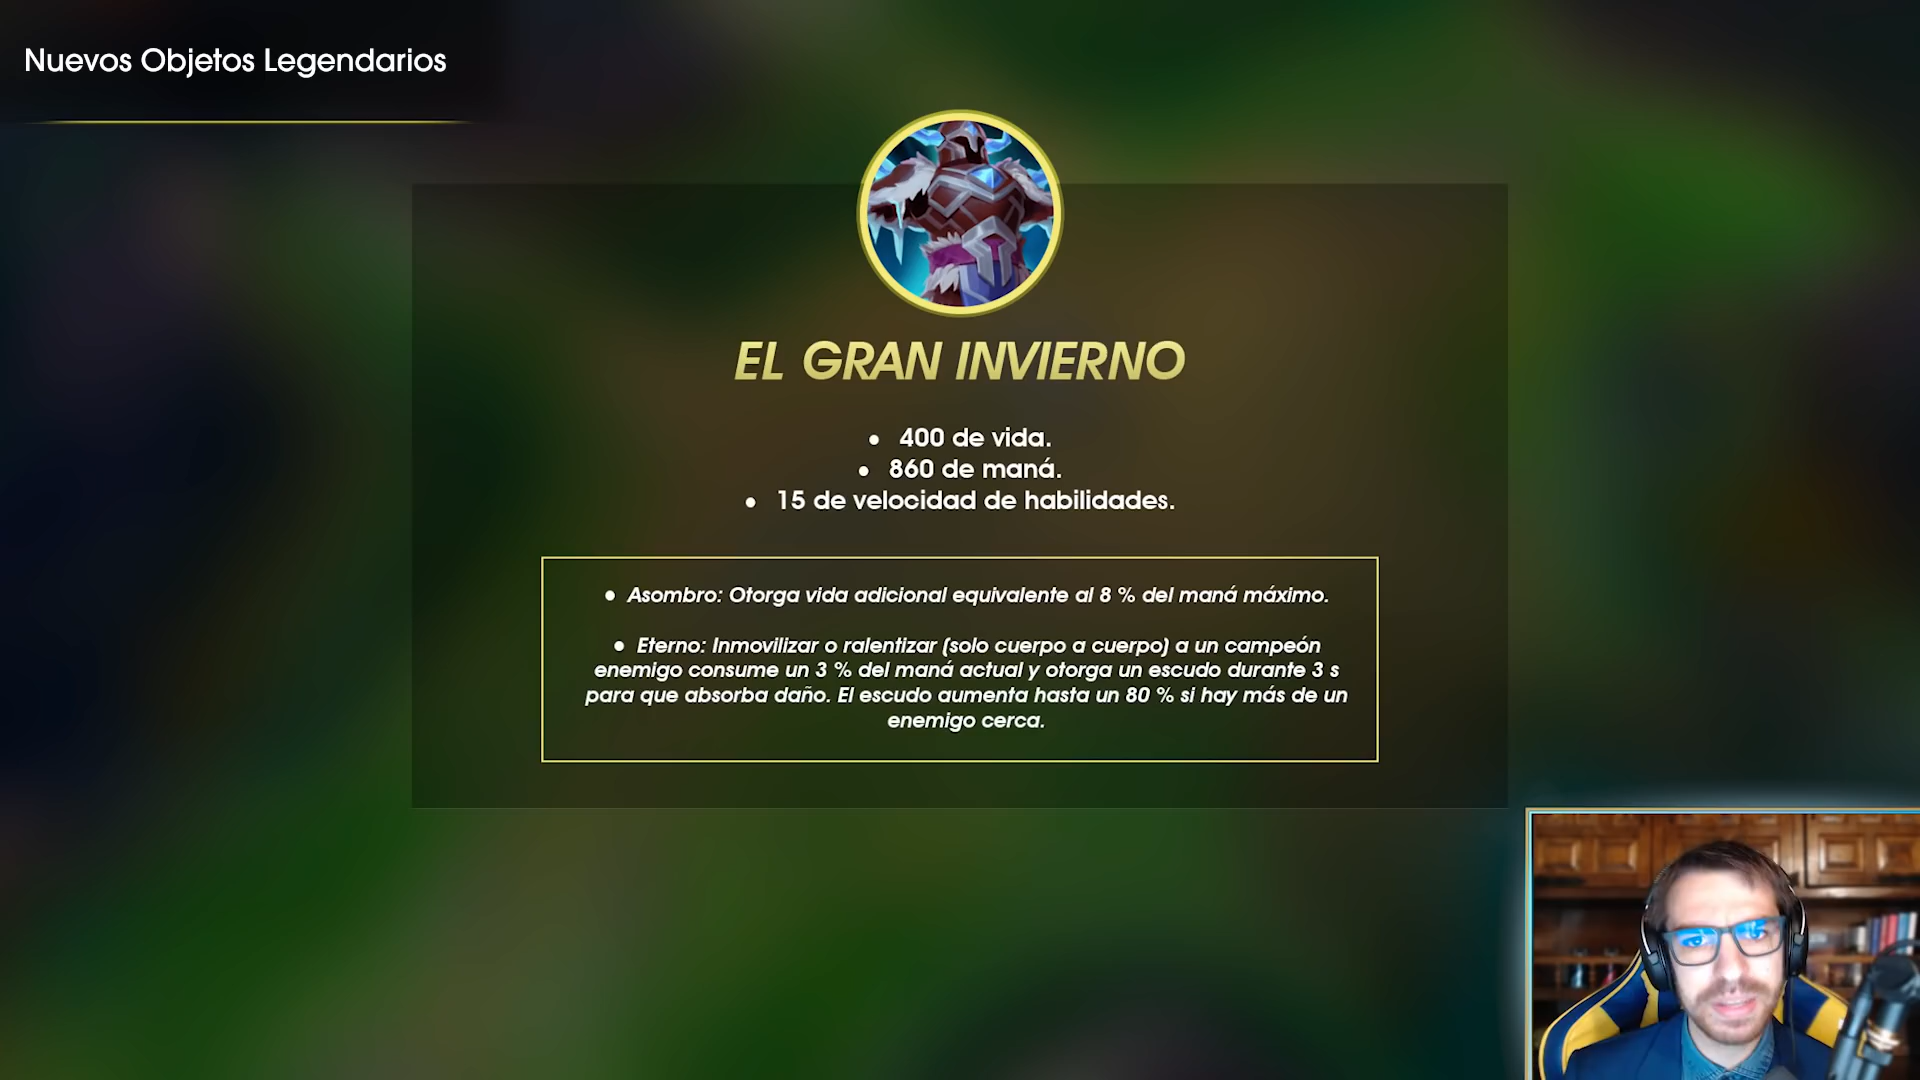 Nuevos Objetos Legendarios
EL GRAN INVIERNO
• 400 de vida.
• 860 de maná.
• 15 de velocidad de habilidades.
• Asombro: Otorga vida adicional equivalente al 8 % del maná máximo.
• Eterno: Inmovilizar o ralentizar (solo cuerpo a cuerpo) a un campeón
enemigo consume un 3 % del maná actual y otorga un escudo durante 3 s
para que absorba daño. El escudo aumenta hasta un 80 % si hay más de un
enemigo cerca.